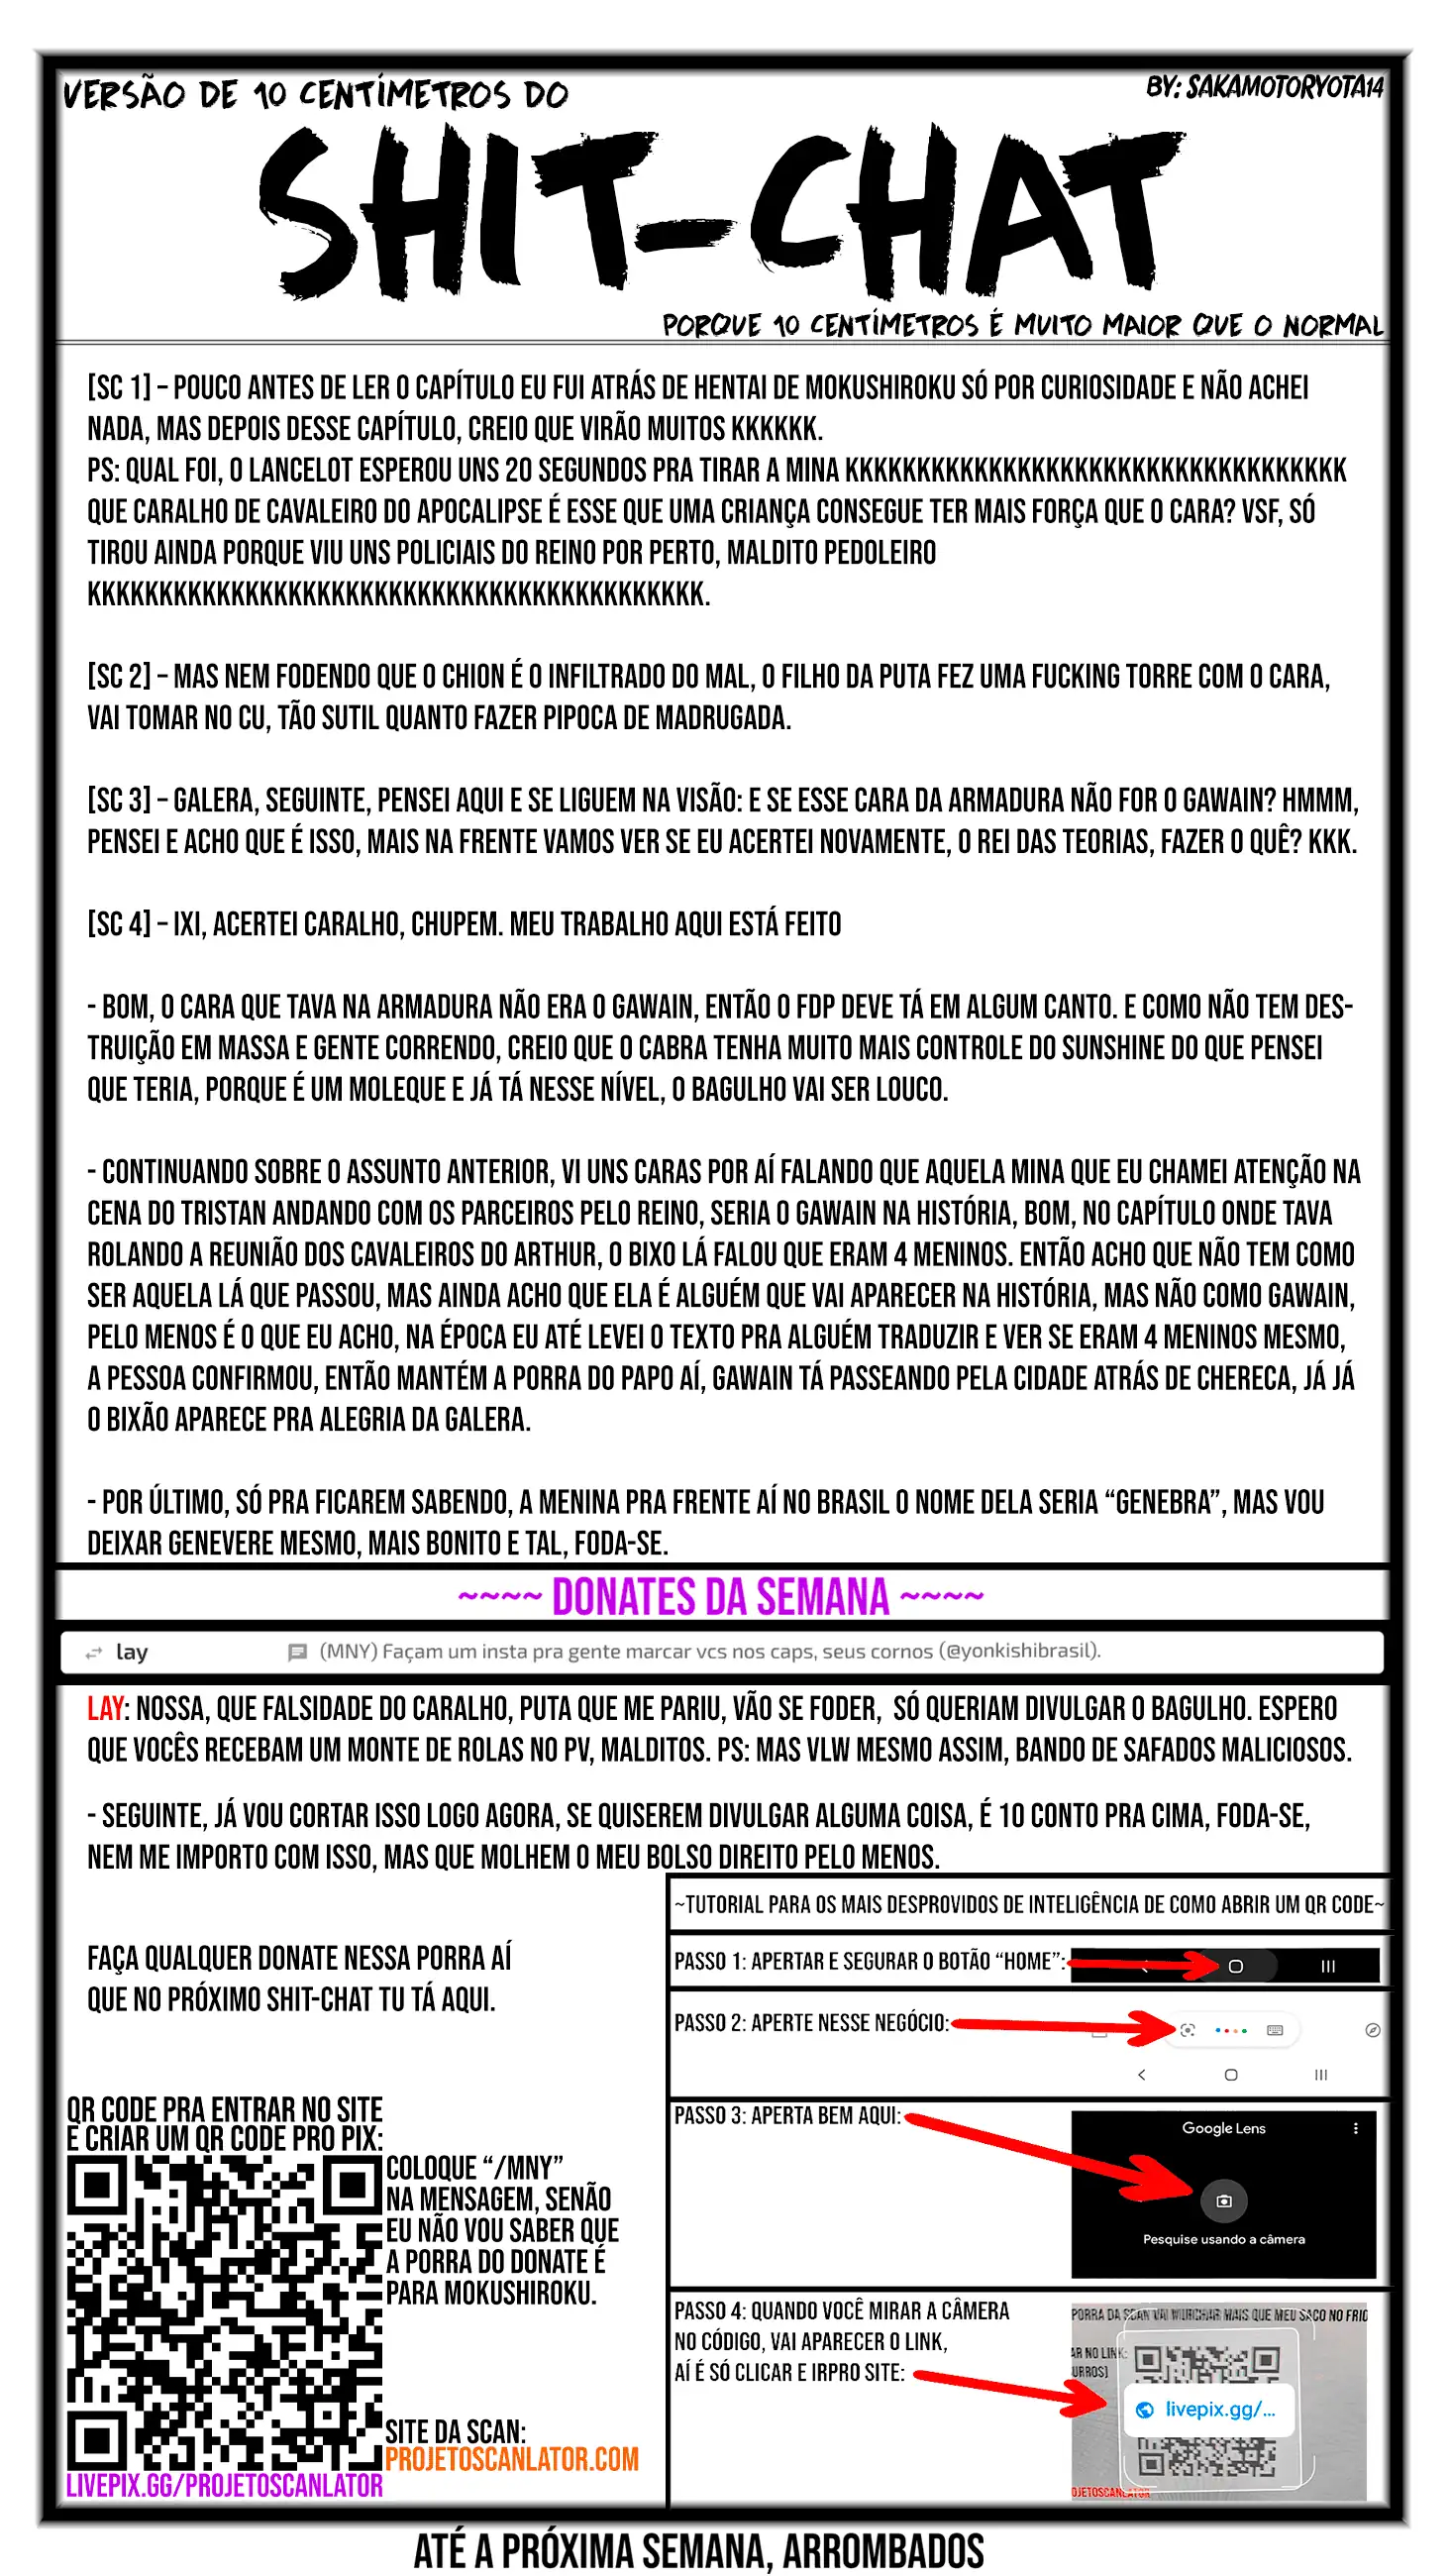 VERSÃO DE 10 CENTÍMETROS DO
BY: SAKAMOTORYOTA14
SHIT-CHAT
PORQUE 10 CENTÍMETROS É MUITO MAIOR QUE O NORMAL
[SC 1] – POUCO ANTES DE LER O CAPÍTULO EU FUI ATRÁS DE HENTAI DE MOKUSHIROKU SÓ POR CURIOSIDADE E NÃO ACHEI
NADA, MAS DEPOIS DESSE CAPÍTULO, CREIO QUE VIRÃO MUITOS KKKKKK.
PS: QUAL FOI, O LANCELOT ESPEROU UNS 20 SEGUNDOS PRA TIRAR A MINA KKKKKKKKKKKKKKKKKKKKKKKKKKKKKKKKKKK
QUE CARALHO DE CAVALEIRO DO APOCALIPSE É ESSE QUE UMA CRIANÇA CONSEGUE TER MAIS FORÇA QUE O CARA? VSF, SÓ
TIROU AINDA PORQUE VIU UNS POLICIAIS DO REINO POR PERTO, MALDITO PEDOLEIRO
KKKKKKKKKKKKKKKKKKKKKKKKKKKKKKKKKKKKKKKKKKK.
[SC 2] – MAS NEM FODENDO QUE O CHION É O INFILTRADO DO MAL, O FILHO DA PUTA FEZ UMA FUCKING TORRE COM O CARA,
VAI TOMAR NO CU, TÃO SUTIL QUANTO FAZER PIPOCA DE MADRUGADA.
[SC 3] – GALERA, SEGUINTE, PENSEI AQUI E SE LIGUEM NA VISÃO: E SE ESSE CARA DA ARMADURA NÃO FOR O GAWAIN? HMMM,
PENSEI E ACHO QUE É ISSO, MAIS NA FRENTE VAMOS VER SE EU ACERTEI NOVAMENTE, O REI DAS TEORIAS, FAZER O QUÊ? KKK.
[SC 4] – IXI, ACERTEI CARALHO, CHUPEM. MEU TRABALHO AQUI ESTÁ FEITO
- BOM, O CARA QUE TAVA NA ARMADURA NÃO ERA O GAWAIN, ENTÃO O FDP DEVE TÁ EM ALGUM CANTO. E COMO NÃO TEM DES-
TRUIÇÃO EM MASSA E GENTE CORRENDO, CREIO QUE O CABRA TENHA MUITO MAIS CONTROLE DO SUNSHINE DO QUE PENSEI
QUE TERIA, PORQUE É UM MOLEQUE E JÁ TÁ NESSE NÍVEL, O BAGULHO VAI SER LOUCO.
- CONTINUANDO SOBRE O ASSUNTO ANTERIOR, VI UNS CARAS POR AÍ FALANDO QUE AQUELA MINA QUE EU CHAMEI ATENÇÃO NA
CENA DO TRISTAN ANDANDO COM OS PARCEIROS PELO REINO, SERIA O GAWAIN NA HISTÓRIA, BOM, NO CAPÍTULO ONDE TAVA
ROLANDO A REUNIÃO DOS CAVALEIROS DO ARTHUR, O BIXO LÁ FALOU QUE ERAM 4 MENINOS. ENTÃO ACHO QUE NÃO TEM COMO
SER AQUELA LÁ QUE PASSOU, MAS AINDA ACHO QUE ELA É ALGUÉM QUE VAI APARECER NA HISTÓRIA, MAS NÃO COMO GAWAIN,
PELO MENOS É O QUE EU ACHO, NA ÉPOCA EU ATÉ LEVEI O TEXTO PRA ALGUÉM TRADUZIR E VER SE ERAM 4 MENINOS MESMO,
A PESSOA CONFIRMOU, ENTÃO MANTÉM A PORRA DO PAPO AÍ, GAWAIN TÁ PASSEANDO PELA CIDADE ATRÁS DE CHERECA, JÁ JÁ
O BIXÃO APARECE PRA ALEGRIA DA GALERA.
- POR ÚLTIMO, SÓ PRA FICAREM SABENDO, A MENINA PRA FRENTE AÍ NO BRASIL O NOME DELA SERIA “GENEBRA”, MAS VOU
DEIXAR GENEVERE MESMO, MAIS BONITO E TAL, FODA-SE.
~~~~ DONATES DA SEMANA ~~~~
lay (MNY) Façam um insta pra gente marcar vcs nos caps, seus cornos (@yonkishibrasil).
LAY: NOSSA, QUE FALSIDADE DO CARALHO, PUTA QUE ME PARIU, VÃO SE FODER, SÓ QUERIAM DIVULGAR O BAGULHO. ESPERO
QUE VOCÊS RECEBAM UM MONTE DE ROLAS NO PV, MALDITOS. PS: MAS VLW MESMO ASSIM, BANDO DE SAFADOS MALICIOSOS.
- SEGUINTE, JÁ VOU CORTAR ISSO LOGO AGORA, SE QUISEREM DIVULGAR ALGUMA COISA, É 10 CONTO PRA CIMA, FODA-SE,
NEM ME IMPORTO COM ISSO, MAS QUE MOLHEM O MEU BOLSO DIREITO PELO MENOS.
FAÇA QUALQUER DONATE NESSA PORRA AÍ
QUE NO PRÓXIMO SHIT-CHAT TU TÁ AQUI.
QR CODE PRA ENTRAR NO SITE
E CRIAR UM QR CODE PRO PIX:
COLOQUE “/MNY”
NA MENSAGEM, SENÃO
EU NÃO VOU SABER QUE
A PORRA DO DONATE É
PARA MOKUSHIROKU.
SITE DA SCAN:
PROJETOSCANLATOR.COM
LIVEPIX.GG/PROJETOSCANLATOR
~TUTORIAL PARA OS MAIS DESPROVIDOS DE INTELIGÊNCIA DE COMO ABRIR UM QR CODE~
PASSO 1: APERTAR E SEGURAR O BOTÃO “HOME”:
PASSO 2: APERTE NESSE NEGÓCIO:
PASSO 3: APERTA BEM AQUI:
Google Lens
Pesquise usando a câmera
PASSO 4: QUANDO VOCÊ MIRAR A CÂMERA
NO CÓDIGO, VAI APARECER O LINK,
AÍ É SÓ CLICAR E IRPRO SITE:
PORRA DA SCAN VAI MURCHAR MAIS QUE MEU SACO NO FRIO
AR NO LINK:
URROS)
livepix.gg/...
OJETOSCANLATOR
ATÉ A PRÓXIMA SEMANA, ARROMBADOS